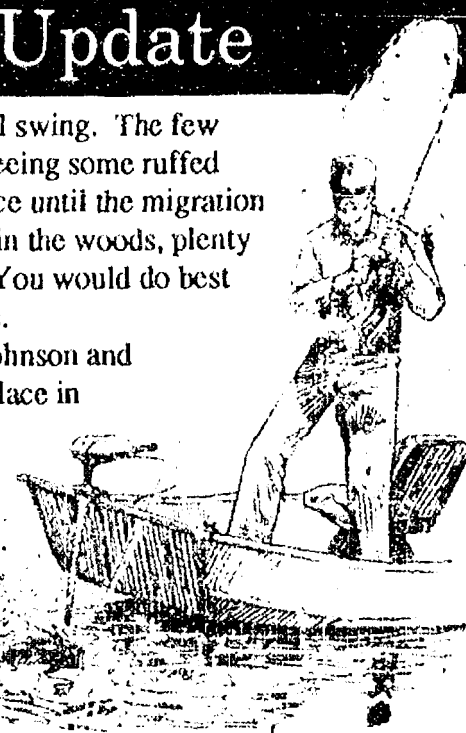 Update
l swing. The few
eeing some ruffed
ce until the migration
in the woods, plenty
You would do best
.
ohnson and
lace in